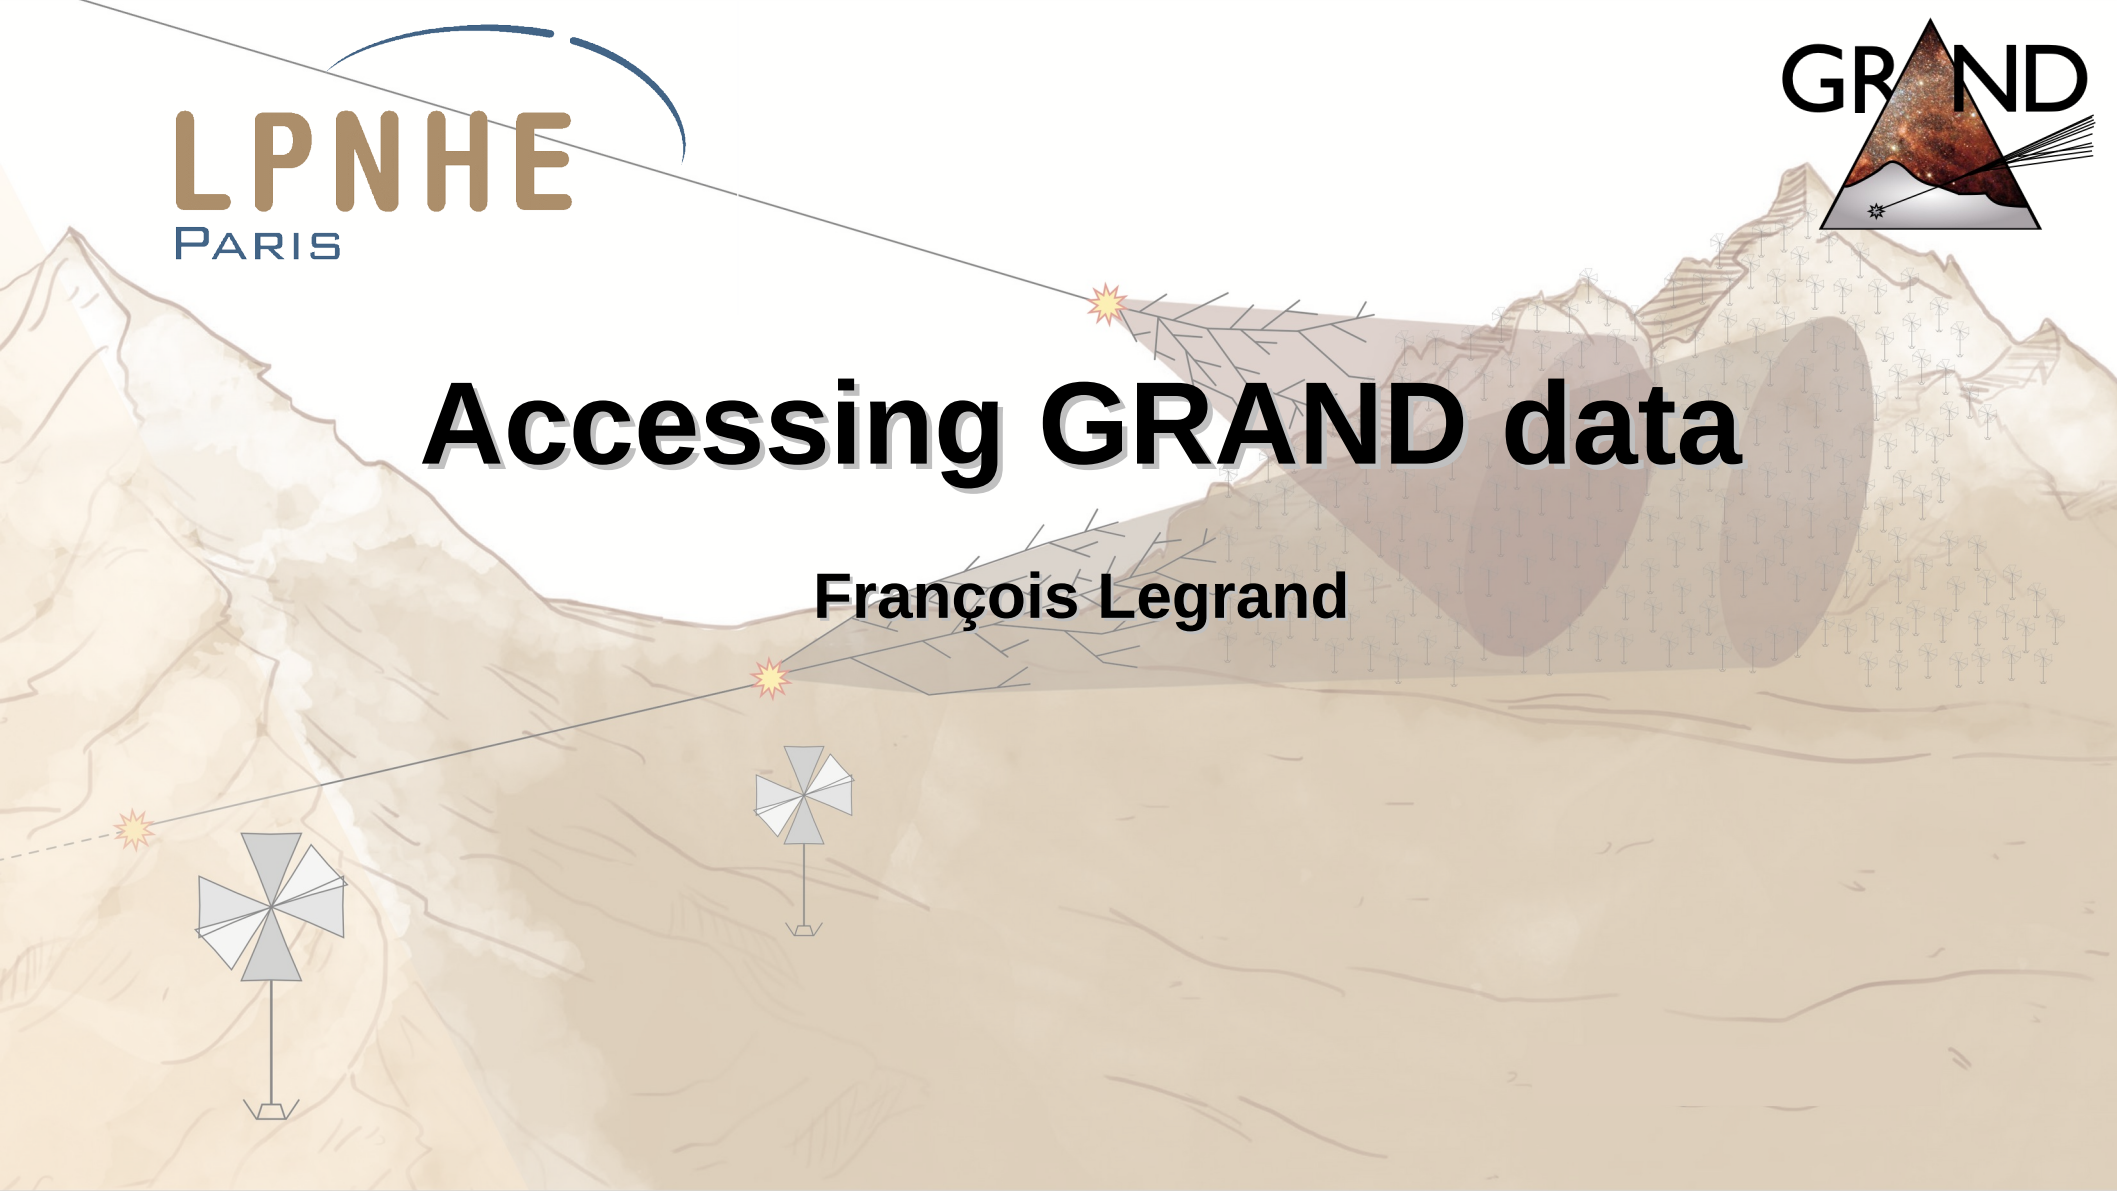 LPNHE
PARIS
GRAND
Accessing GRAND data
François Legrand